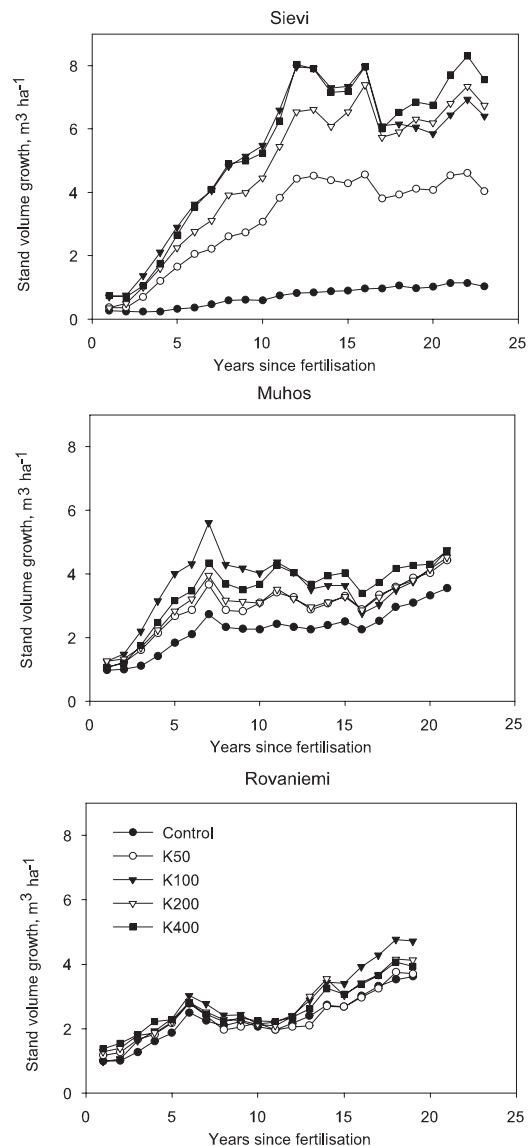 Sievi
Stand volume growth, m³ ha⁻¹
8
6
4
2
0
0 5 10 15 20 25
Years since fertilisation
Muhos
Stand volume growth, m³ ha⁻¹
8
6
4
2
0
0 5 10 15 20 25
Years since fertilisation
Rovaniemi
Stand volume growth, m³ ha⁻¹
8
6
4
2
0
Control
K50
K100
K200
K400
0 5 10 15 20 25
Years since fertilisation